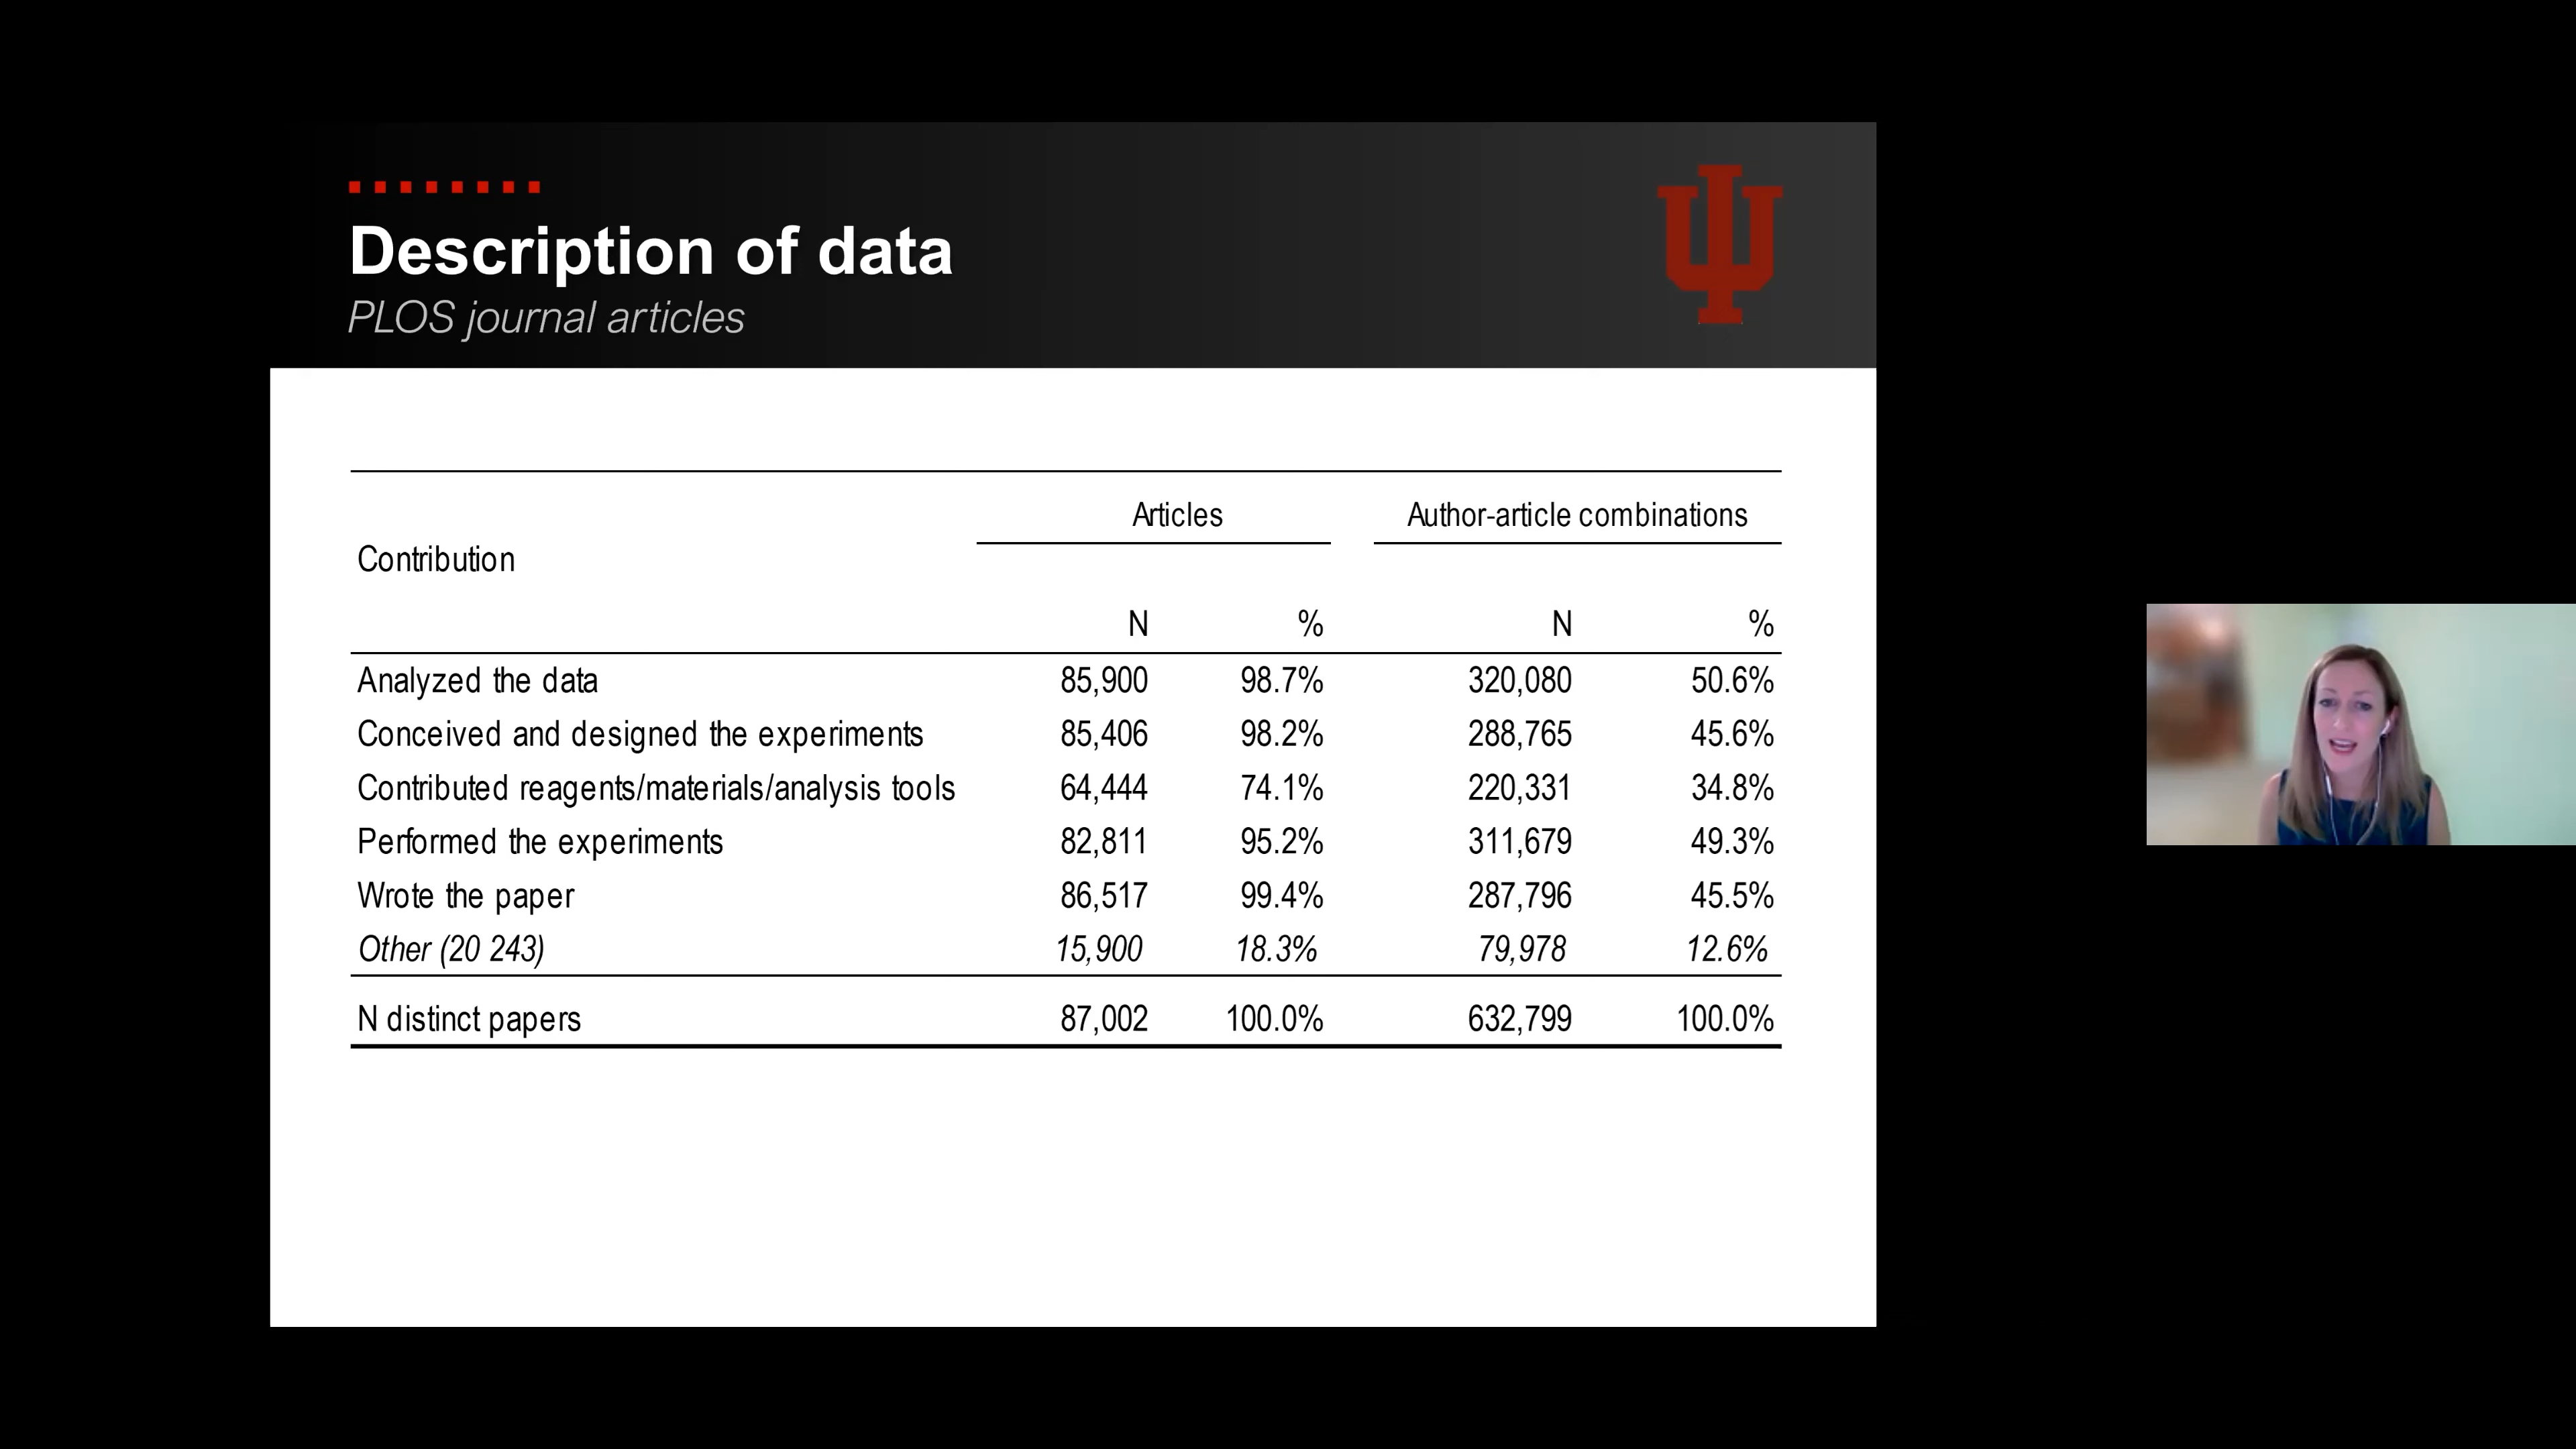 Description of data
PLOS journal articles
Articles Author-article combinations
Contribution
N % N %
Analyzed the data 85,900 98.7% 320,080 50.6%
Conceived and designed the experiments 85,406 98.2% 288,765 45.6%
Contributed reagents/materials/analysis tools 64,444 74.1% 220,331 34.8%
Performed the experiments 82,811 95.2% 311,679 49.3%
Wrote the paper 86,517 99.4% 287,796 45.5%
Other (20 243) 15,900 18.3% 79,978 12.6%
N distinct papers 87,002 100.0% 632,799 100.0%